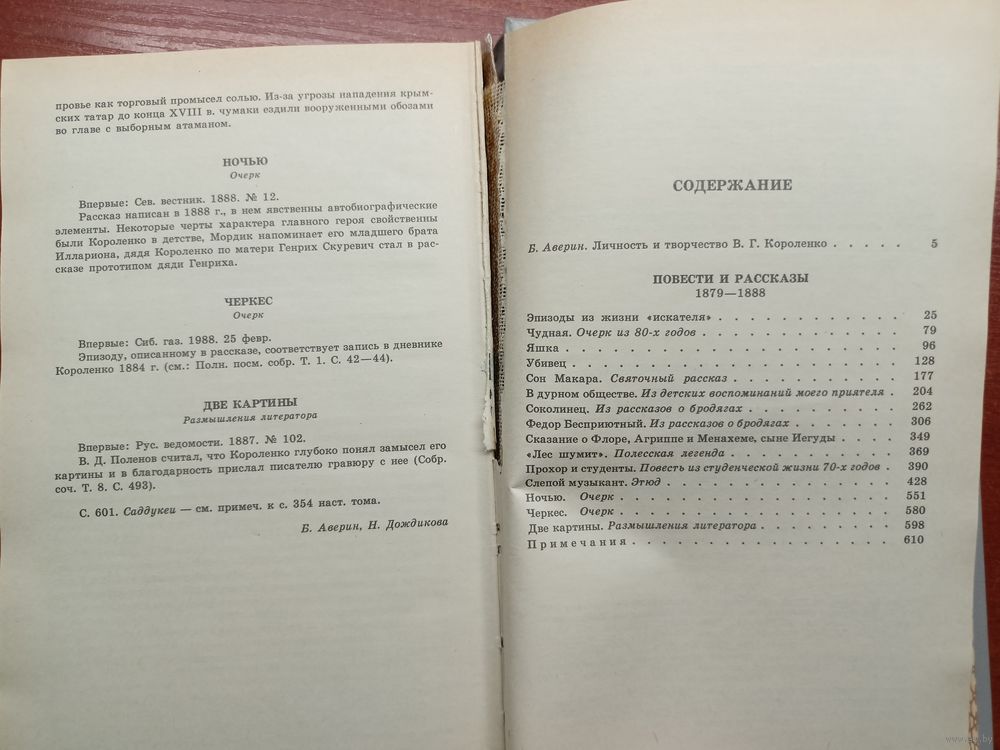 провье как торговый промысел солью. Из-за угрозы нападения крым-
ских татар до конца XVIII в. чумаки ездили вооруженными обозами
во главе с выборным атаманом.
НОЧЬЮ
Очерк
Впервые: Сев. вестник. 1888. № 12.
Рассказ написан в 1888 г., в нем явственны автобиографические
элементы. Некоторые черты характера главного героя свойственны
были Короленко в детстве, Мордик напоминает его младшего брата
Иллариона, дядя Короленко по матери Генрих Скуревич стал в рас-
сказе прототипом дяди Генриха.
ЧЕРКЕС
Очерк
Впервые: Сиб. газ. 1988. 25 февр.
Эпизоду, описанному в рассказе, соответствует запись в дневнике
Короленко 1884 г. (см.: Полн. посм. собр. Т. 1. С. 42—44).
ДВЕ КАРТИНЫ
Размышления литератора
Впервые: Рус. ведомости. 1887. № 102.
В. Д. Поленов считал, что Короленко глубоко понял замысел его
картины и в благодарность прислал писателю гравюру с нее (Собр.
соч. Т. 8. С. 493).
С. 601. Саддукеи — см. примеч. к с. 354 наст. тома.
Б. Аверин, Н. Дождикова
СОДЕРЖАНИЕ
Б. Аверин. Личность и творчество В. Г. Короленко . . . . . 5
ПОВЕСТИ И РАССКАЗЫ
1879—1888
Эпизоды из жизни «искателя» . . . . . . . . . . . . 25
Чудная. Очерк из 80-х годов . . . . . . . . . . . . 79
Яшка . . . . . . . . . . . . . . . . . . . . 96
Убивец . . . . . . . . . . . . . . . . . . . 128
Сон Макара. Святочный рассказ . . . . . . . . . . 177
В дурном обществе. Из детских воспоминаний моего приятеля . 204
Соколинец. Из рассказов о бродягах . . . . . . . . . 262
Федор Бесприютный. Из рассказов о бродягах . . . . . . 306
Сказание о Флоре, Агриппе и Менахеме, сыне Иегуды . . . . 349
«Лес шумит». Полесская легенда . . . . . . . . . . 369
Прохор и студенты. Повесть из студенческой жизни 70-х годов . 390
Слепой музыкант. Этюд . . . . . . . . . . . . . . 428
Ночью. Очерк . . . . . . . . . . . . . . . . 551
Черкес. Очерк . . . . . . . . . . . . . . . . 580
Две картины. Размышления литератора . . . . . . . . 598
Примечания . . . . . . . . . . . . . . . . 610